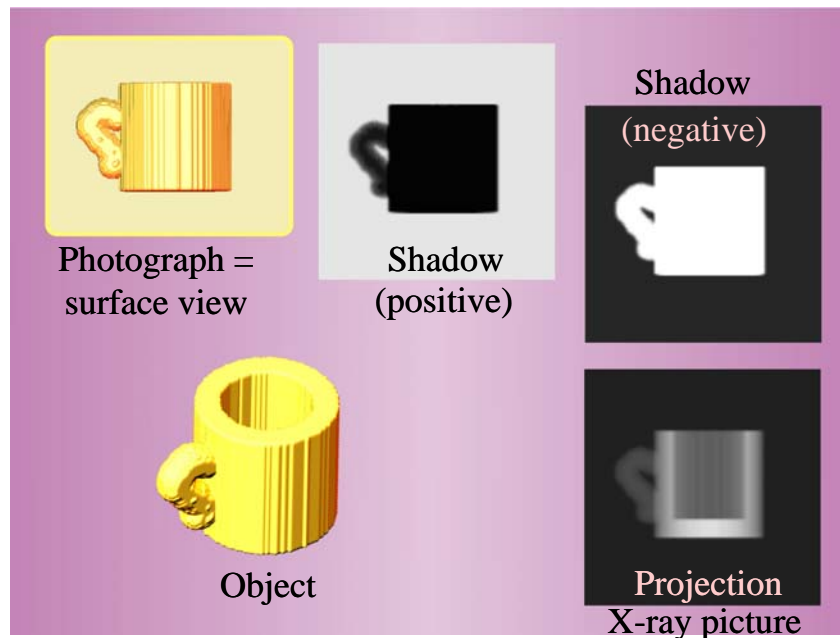 Photograph =
surface view
Shadow
(positive)
Shadow
(negative)
Object
Projection
X-ray picture